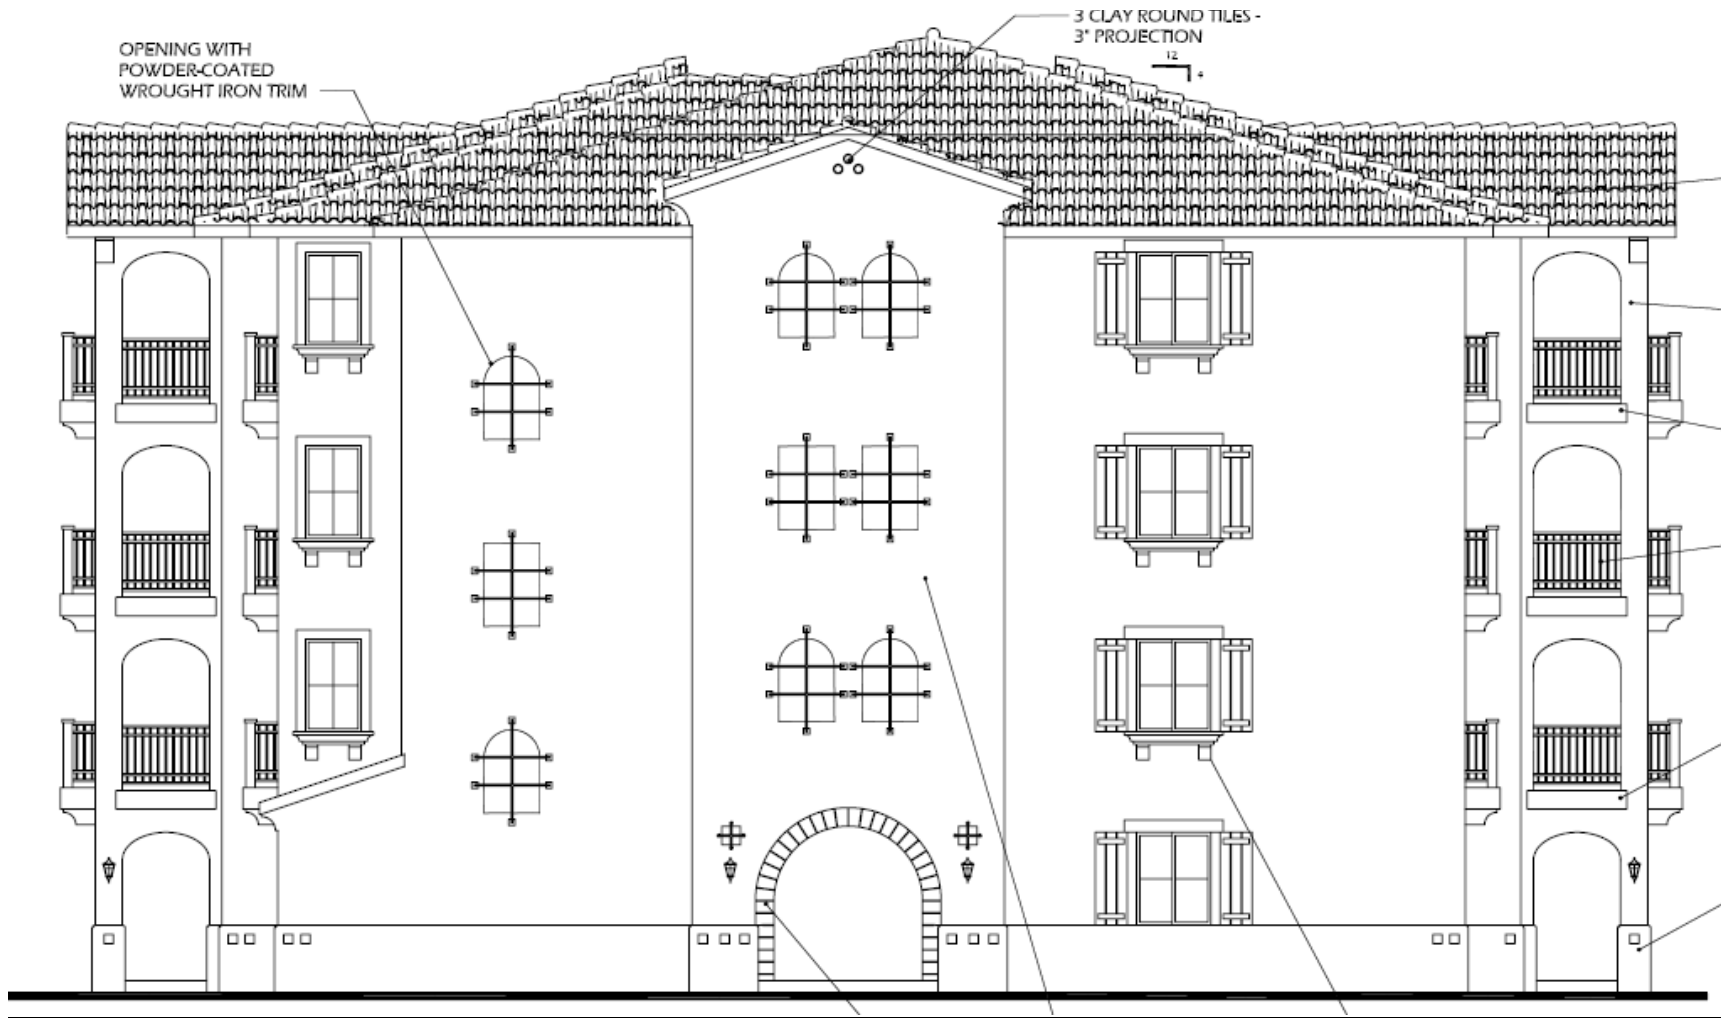 OPENING WITH
POWDER-COATED
WROUGHT IRON TRIM
3 CLAY ROUND TILES -
3" PROJECTION
12
4